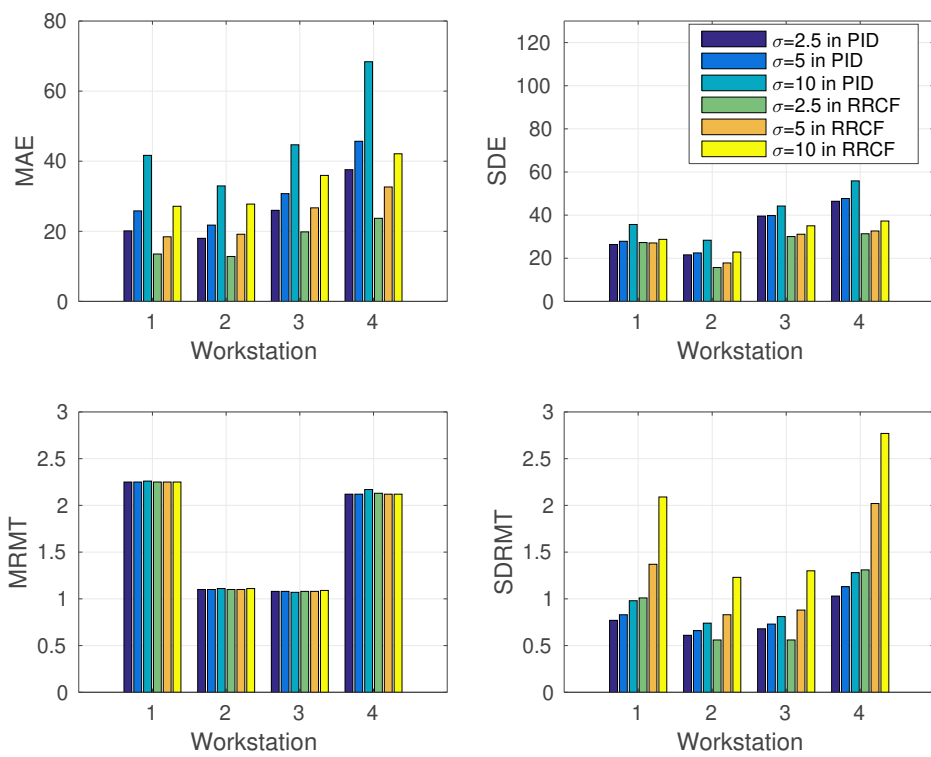 80
60
40
20
0
MAE
1 2 3 4
Workstation
120
100
80
60
40
20
0
SDE
σ=2.5 in PID
σ=5 in PID
σ=10 in PID
σ=2.5 in RRCF
σ=5 in RRCF
σ=10 in RRCF
1 2 3 4
Workstation
3
2.5
2
1.5
1
0.5
0
MRMT
1 2 3 4
Workstation
3
2.5
2
1.5
1
0.5
0
SDRMT
1 2 3 4
Workstation